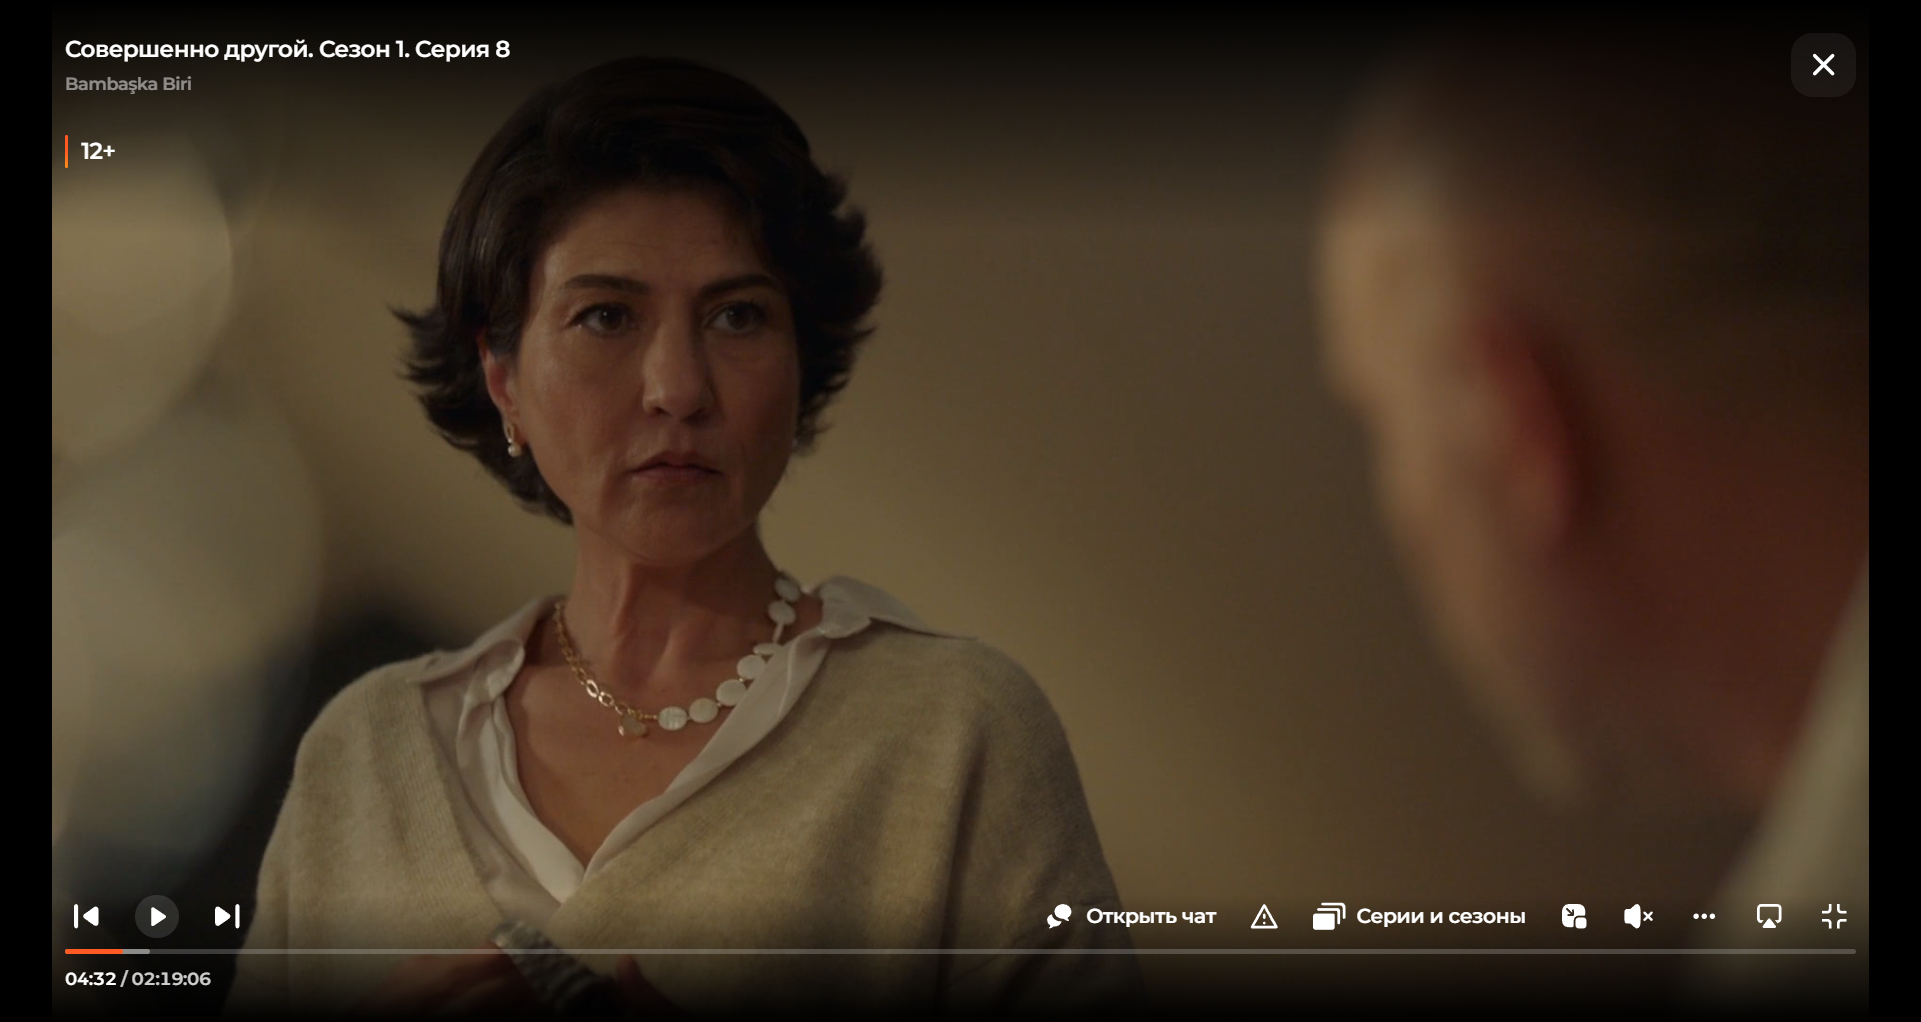 Совершенно другой. Сезон 1. Серия 8
Bambaşka Biri
12+
Открыть чат
Серии и сезоны
04:32 / 02:19:06